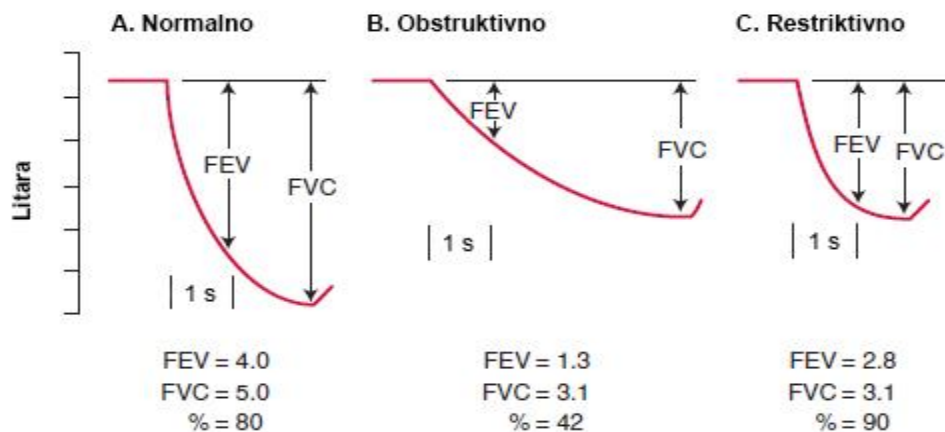 A. Normalno
B. Obstruktivno
C. Restriktivno
Litara
FEV
FVC
1 s
FEV
FVC
1 s
FEV
FVC
1 s
FEV = 4.0
FVC = 5.0
% = 80
FEV = 1.3
FVC = 3.1
% = 42
FEV = 2.8
FVC = 3.1
% = 90